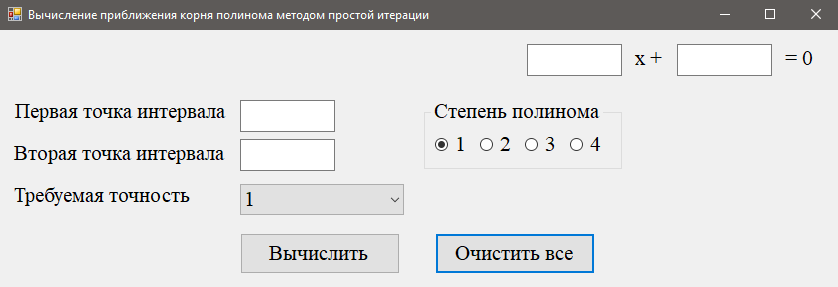 Вычисление приближения корня полинома методом простой итерации
x + = 0
Первая точка интервала
Степень полинома
1 2 3 4
Вторая точка интервала
Требуемая точность
1
Вычислить Очистить все